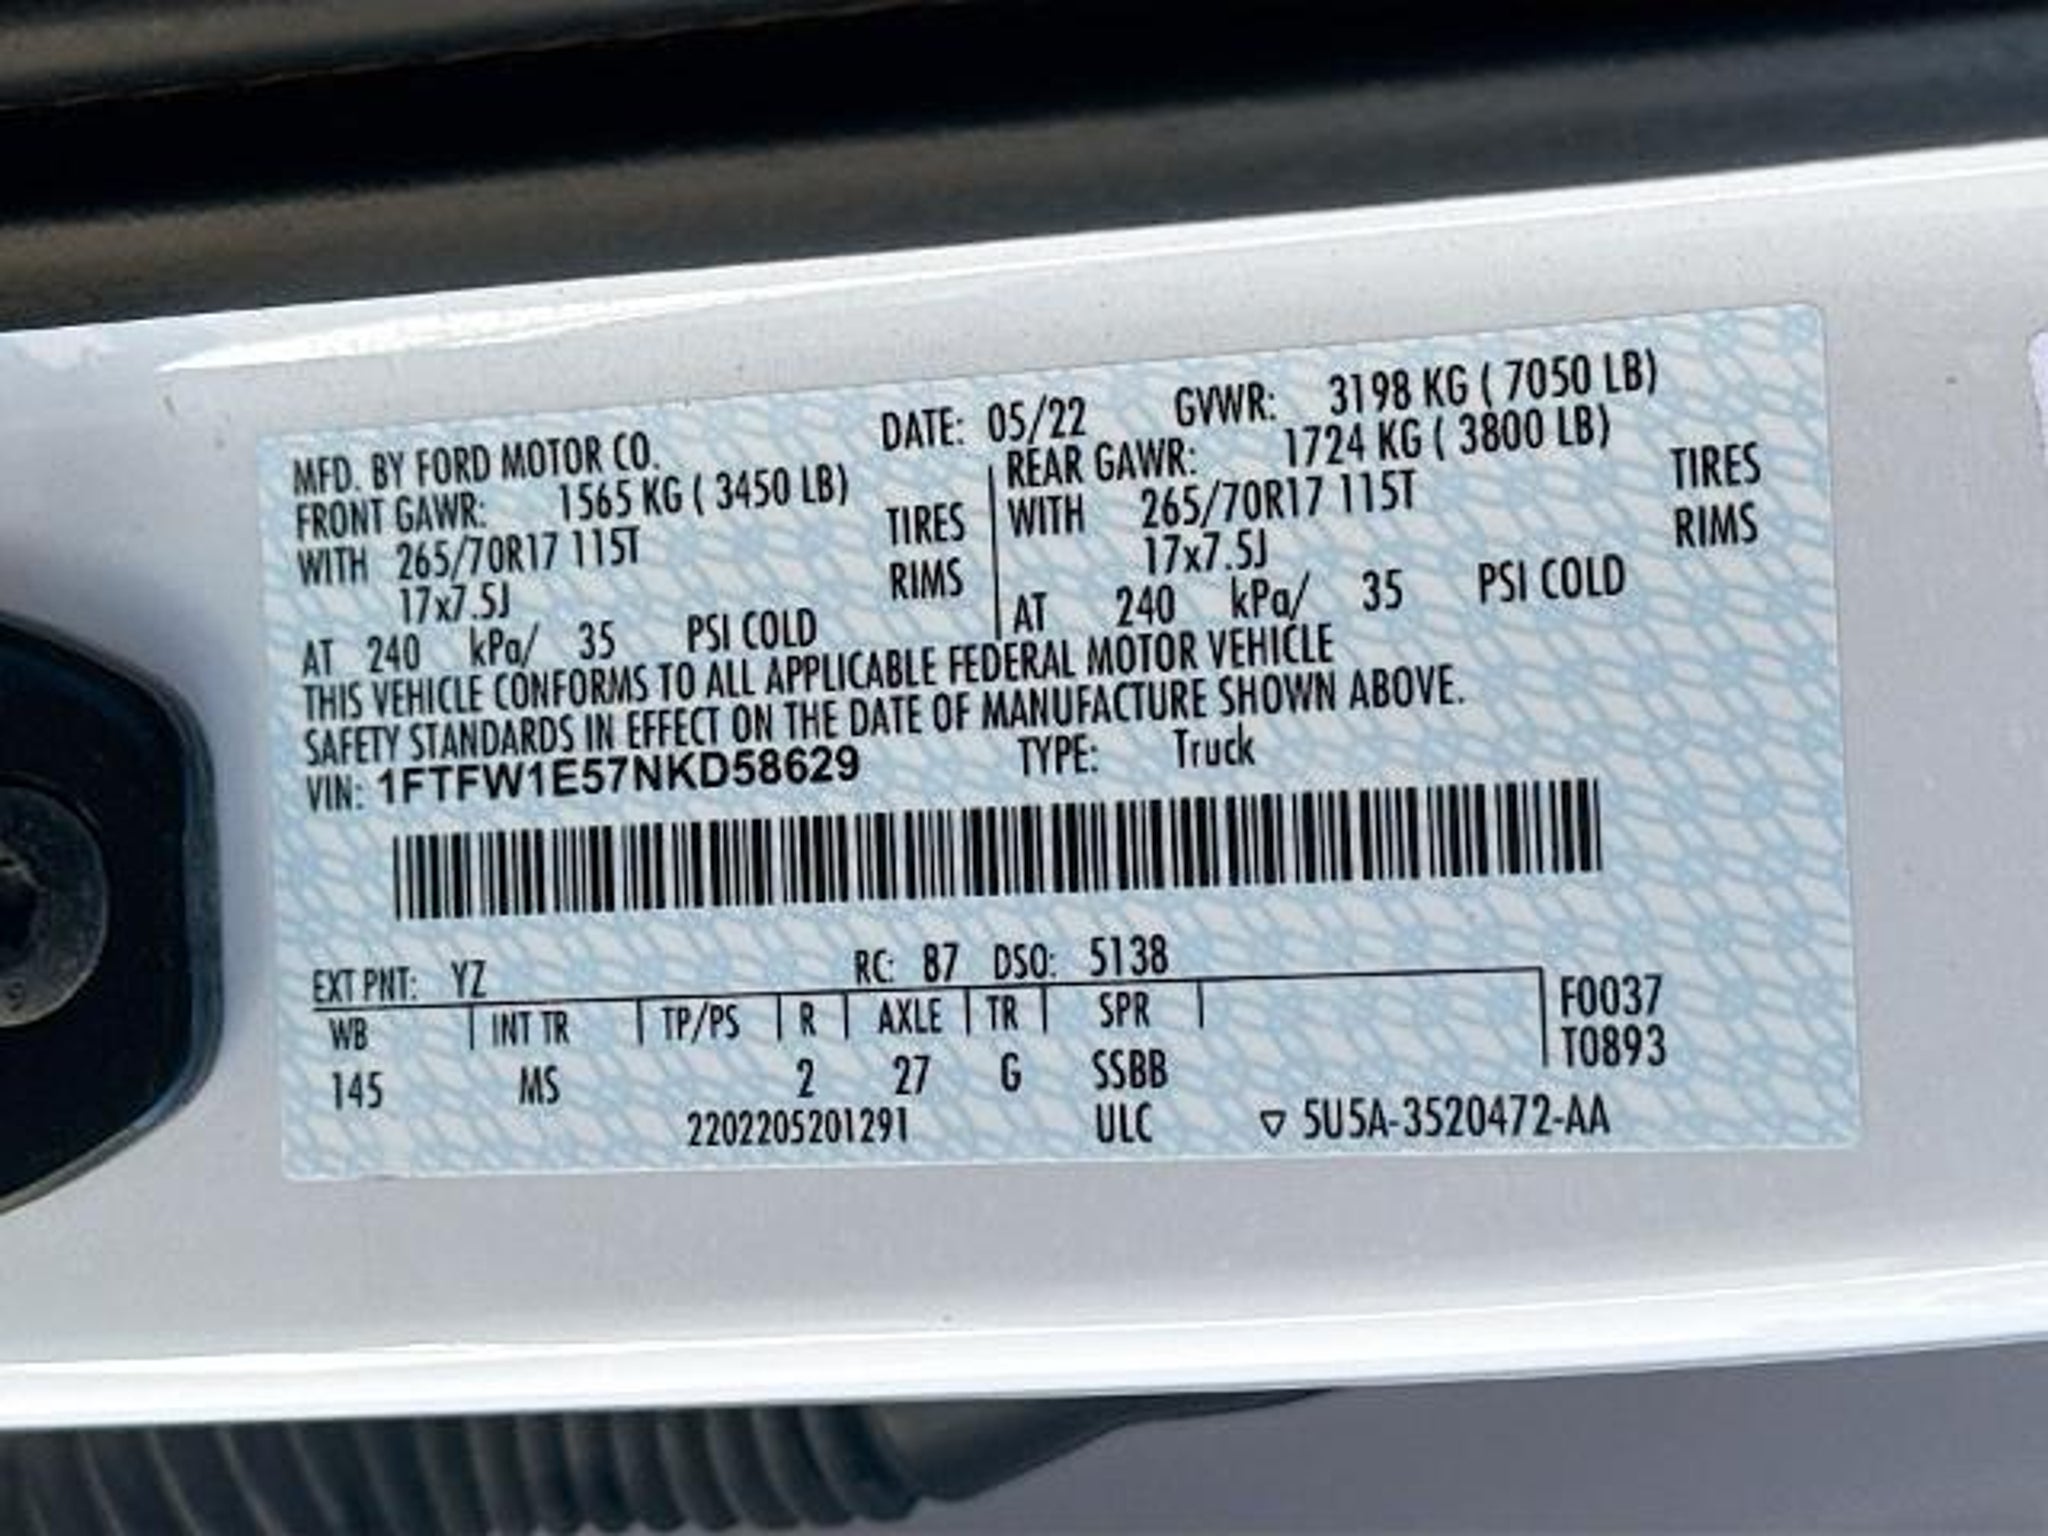 MFD. BY FORD MOTOR CO. DATE: 05/22 GVWR: 3198 KG ( 7050 LB)
FRONT GAWR: 1565 KG ( 3450 LB) REAR GAWR: 1724 KG ( 3800 LB)
WITH 265/70R17 115T TIRES WITH 265/70R17 115T TIRES
17x7.5J RIMS 17x7.5J RIMS
AT 240 kPa/ 35 PSI COLD AT 240 kPa/ 35 PSI COLD
THIS VEHICLE CONFORMS TO ALL APPLICABLE FEDERAL MOTOR VEHICLE
SAFETY STANDARDS IN EFFECT ON THE DATE OF MANUFACTURE SHOWN ABOVE.
VIN: 1FTFW1E57NKD58629 TYPE: Truck
EXT PNT: YZ RC: 87 DSO: 5138
WB INT TR TP/PS R AXLE TR SPR F0037
T0893
145 MS 2 27 G SSBB
2202205201291 ULC ▽ 5U5A-3520472-AA